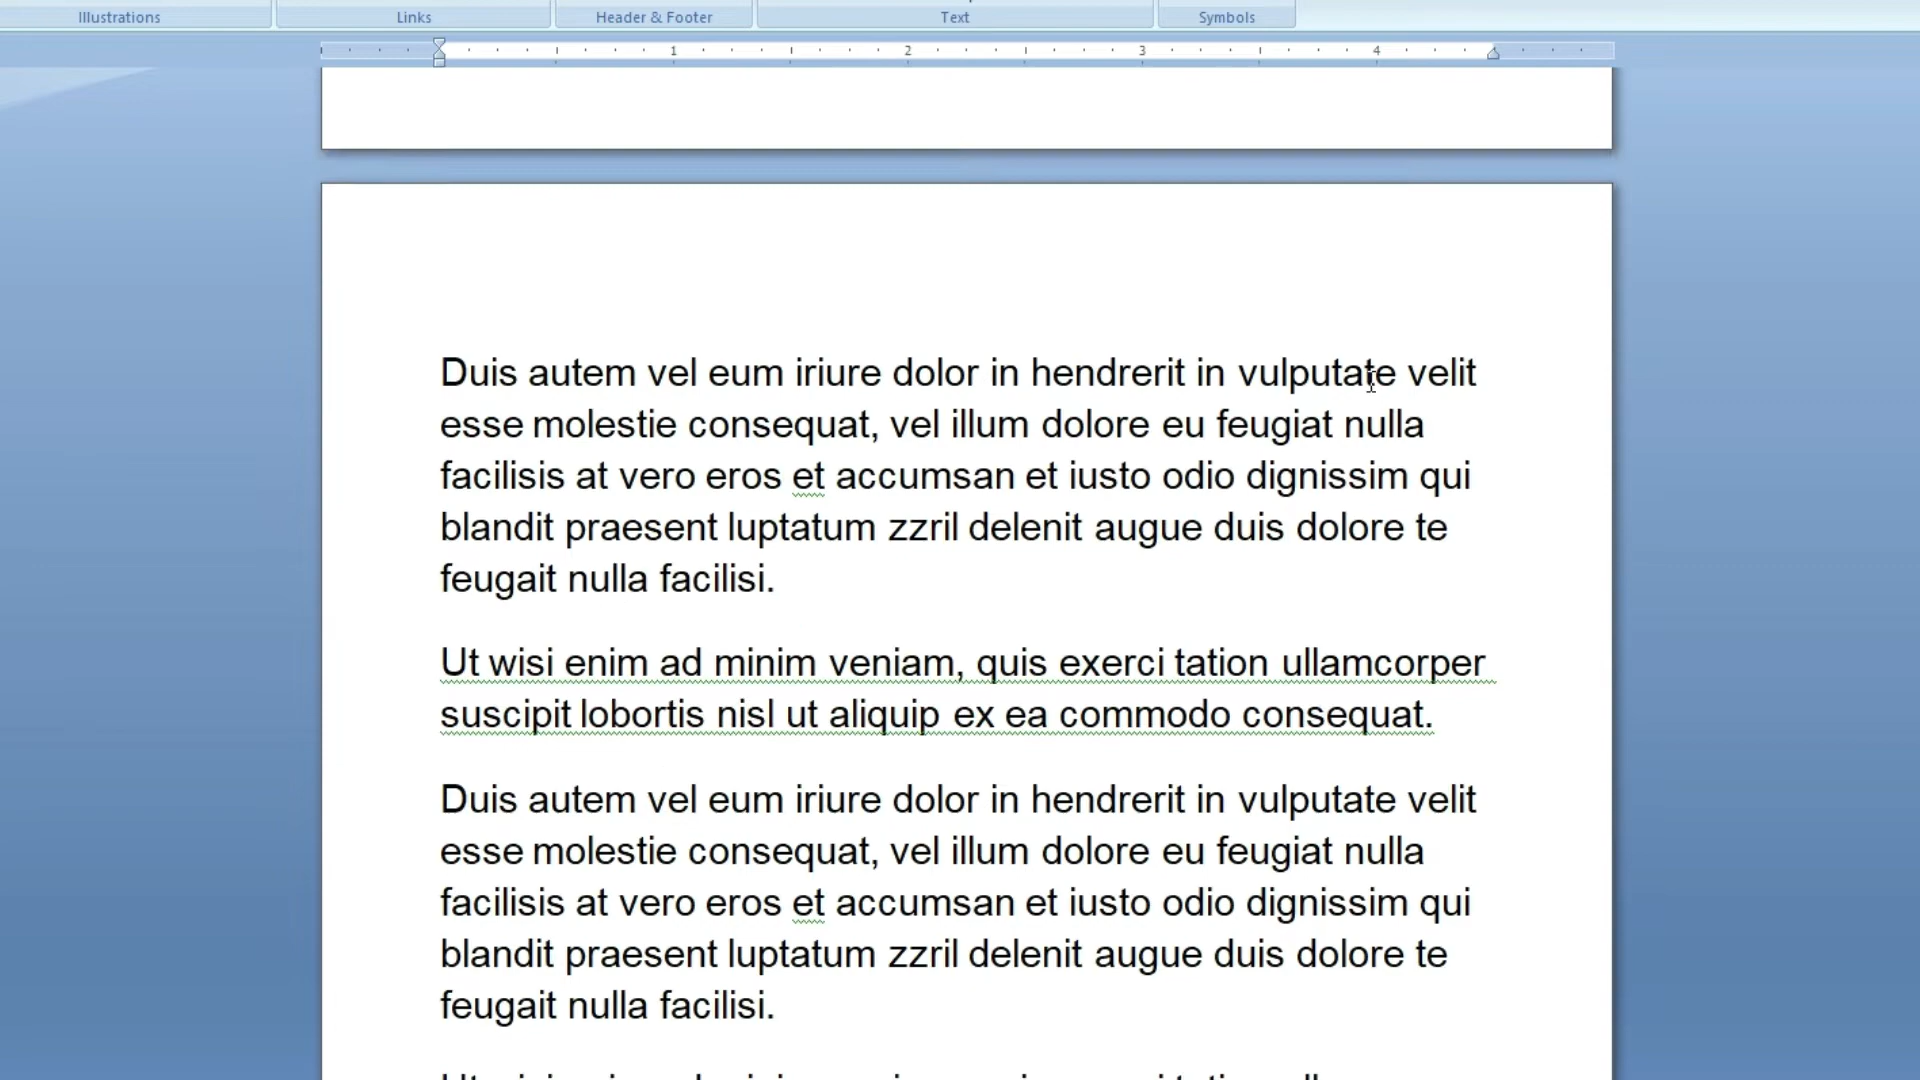 Illustrations Links Header & Footer Text Symbols
1 2 3 4
Duis autem vel eum iriure dolor in hendrerit in vulputate velit
esse molestie consequat, vel illum dolore eu feugiat nulla
facilisis at vero eros et accumsan et iusto odio dignissim qui
blandit praesent luptatum zzril delenit augue duis dolore te
feugait nulla facilisi.
Ut wisi enim ad minim veniam, quis exerci tation ullamcorper
suscipit lobortis nisl ut aliquip ex ea commodo consequat.
Duis autem vel eum iriure dolor in hendrerit in vulputate velit
esse molestie consequat, vel illum dolore eu feugiat nulla
facilisis at vero eros et accumsan et iusto odio dignissim qui
blandit praesent luptatum zzril delenit augue duis dolore te
feugait nulla facilisi.